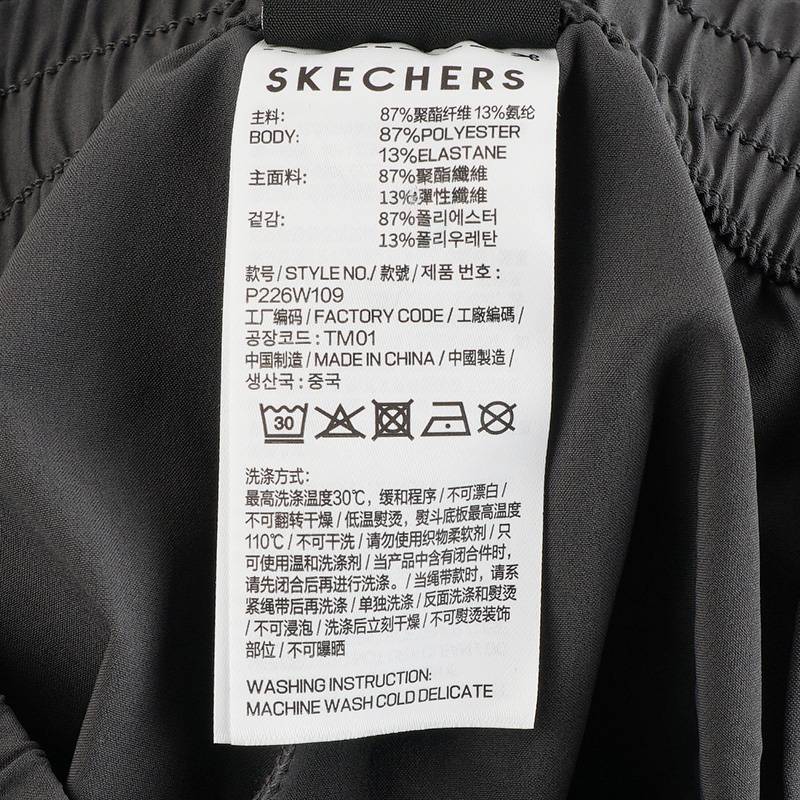 SKECHERS
主料: 87%聚酯纤维 13%氨纶
BODY: 87%POLYESTER
13%ELASTANE
主面料: 87%聚酯纖維
13%彈性纖維
겉감: 87%폴리에스터
13%폴리우레탄
款号 / STYLE NO./ 款號 / 제품 번호 :
P226W109
工厂编码 / FACTORY CODE / 工廠編碼 /
공장코드 : TM01
中国制造 / MADE IN CHINA / 中國製造 /
생산국 : 중국
30
洗涤方式:
最高洗涤温度30℃，缓和程序 / 不可漂白 /
不可翻转干燥 / 低温熨烫，熨斗底板最高温度
110℃ / 不可干洗 / 请勿使用织物柔软剂 / 只
可使用温和洗涤剂 / 当产品中含有闭合件时，
请先闭合后再进行洗涤。/ 当绳带款时，请系
紧绳带后再洗涤 / 单独洗涤 / 反面洗涤和熨烫
/ 不可浸泡 / 洗涤后立刻干燥 / 不可熨烫装饰
部位 / 不可曝晒
WASHING INSTRUCTION:
MACHINE WASH COLD DELICATE